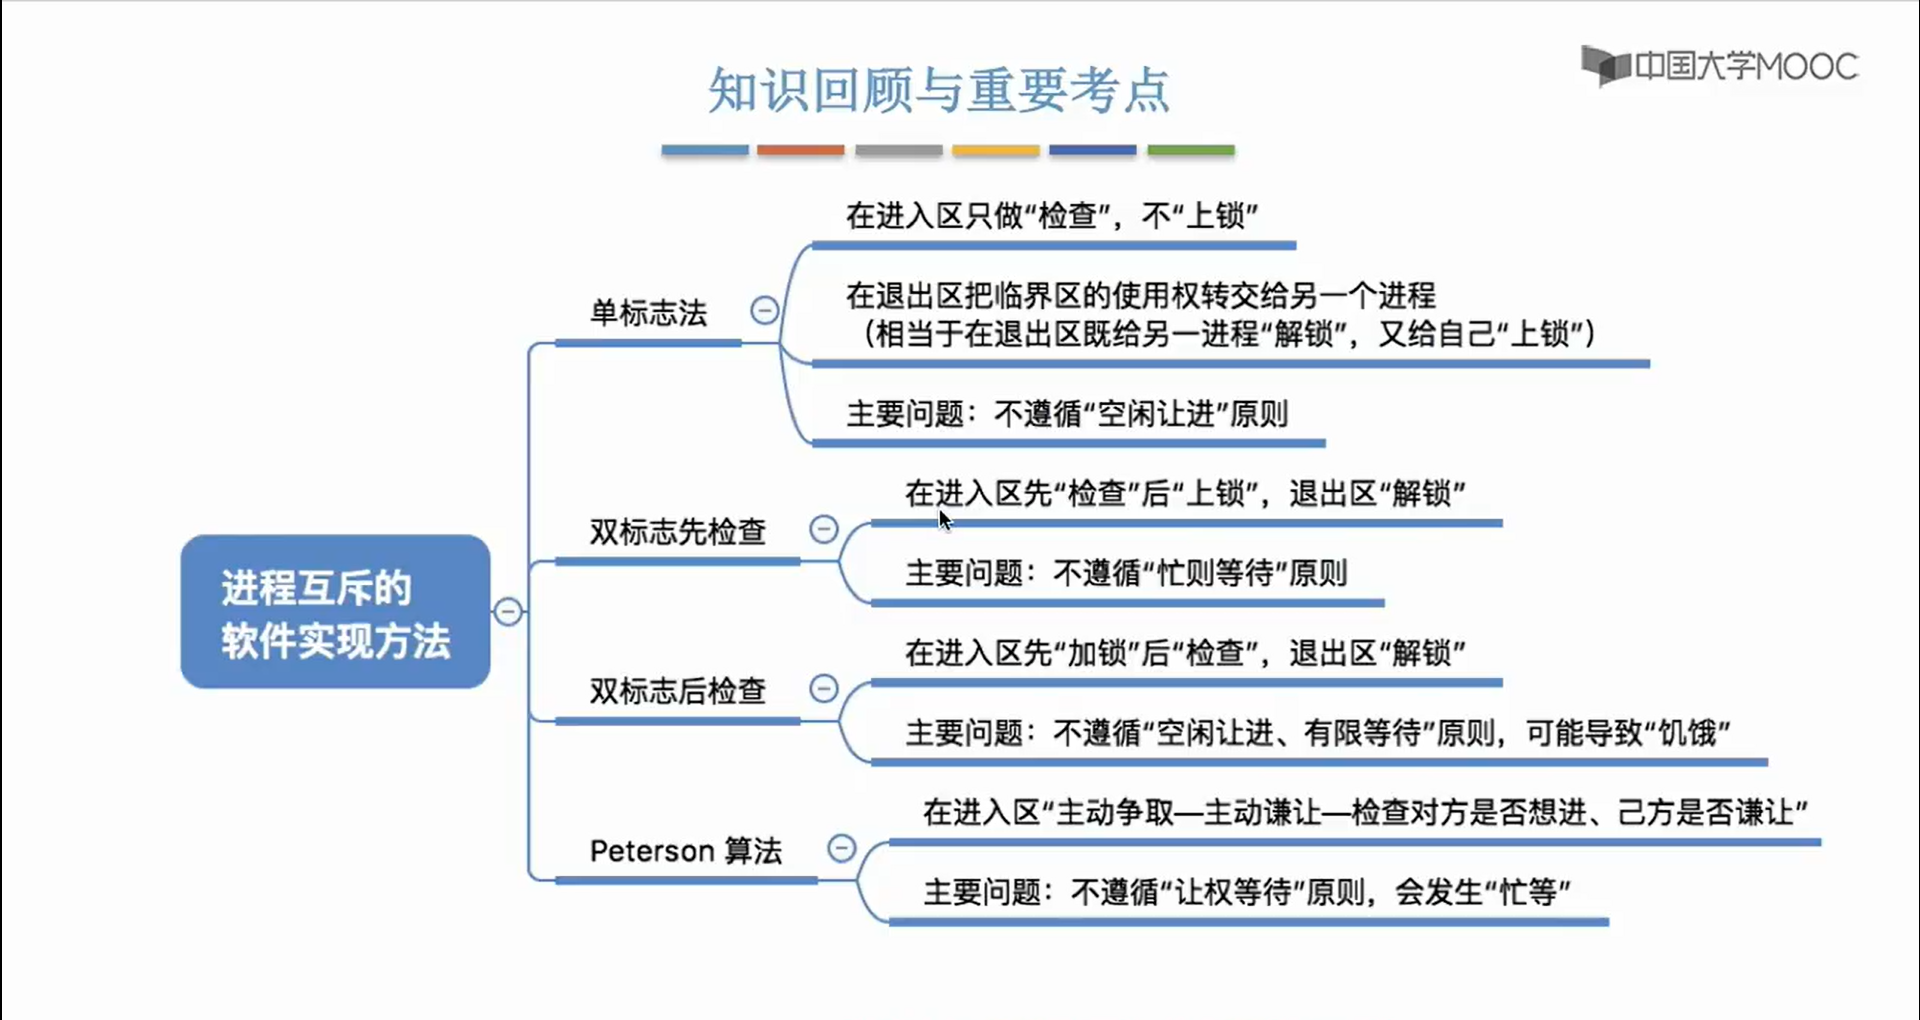 中国大学MOOC
知识回顾与重要考点
进程互斥的
软件实现方法
单标志法
在进入区只做“检查”，不“上锁”
在退出区把临界区的使用权转交给另一个进程
（相当于在退出区既给另一进程“解锁”，又给自己“上锁”）
主要问题：不遵循“空闲让进”原则
双标志先检查
在进入区先“检查”后“上锁”，退出区“解锁”
主要问题：不遵循“忙则等待”原则
双标志后检查
在进入区先“加锁”后“检查”，退出区“解锁”
主要问题：不遵循“空闲让进、有限等待”原则，可能导致“饥饿”
Peterson 算法
在进入区“主动争取—主动谦让—检查对方是否想进、己方是否谦让”
主要问题：不遵循“让权等待”原则，会发生“忙等”